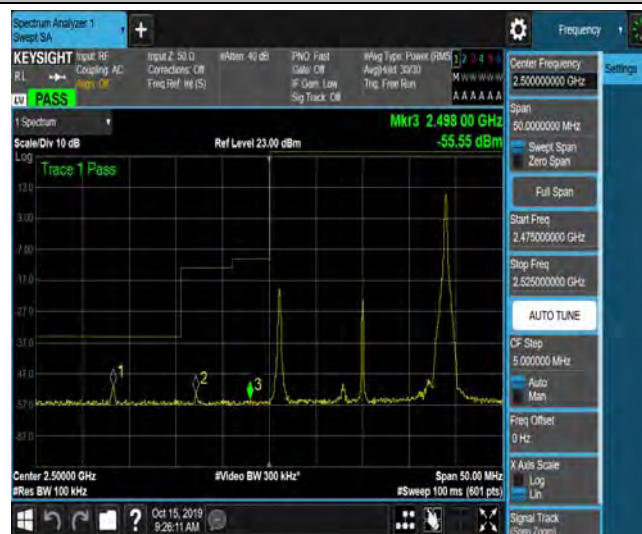 Spectrum Analyzer 1
Swept SA
+
Frequency
KEYSIGHT
RL
Input: RF
Coupling: AC
Align: Off
Input Z: 50 Ω
Corrections: Off
Freq Ref: Int (S)
#Atten: 40 dB
PNO: Fast
Gate: Off
IF Gain: Low
Sig Track: Off
#Avg Type: Power (RMS)
Avg|Hold: 30/30
Trig: Free Run
1 2 3 4 5 6
M W W W W W
A A A A A A
LV PASS
1 Spectrum
Scale/Div 10 dB
Ref Level 23.00 dBm
Mkr3 2.498 00 GHz
-55.55 dBm
Log
Trace 1 Pass
13.0
3.00
-7.00
-17.0
-27.0
-37.0
-47.0
-57.0
-67.0
1
2
3
Center 2.50000 GHz
#Res BW 100 kHz
#Video BW 300 kHz*
Span 50.00 MHz
#Sweep 100 ms (601 pts)
Oct 15, 2019
9:26:11 AM
?
Center Frequency
2.500000000 GHz
Settings
Span
50.0000000 MHz
Swept Span
Zero Span
Full Span
Start Freq
2.475000000 GHz
Stop Freq
2.525000000 GHz
AUTO TUNE
CF Step
5.000000 MHz
Auto
Man
Freq Offset
0 Hz
X Axis Scale
Log
Lin
Signal Track
(Span Zoom)